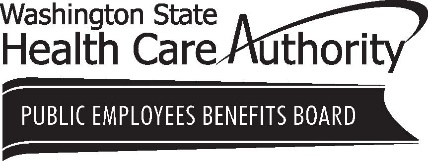 Washington State
Health Care Authority
PUBLIC EMPLOYEES BENEFITS BOARD